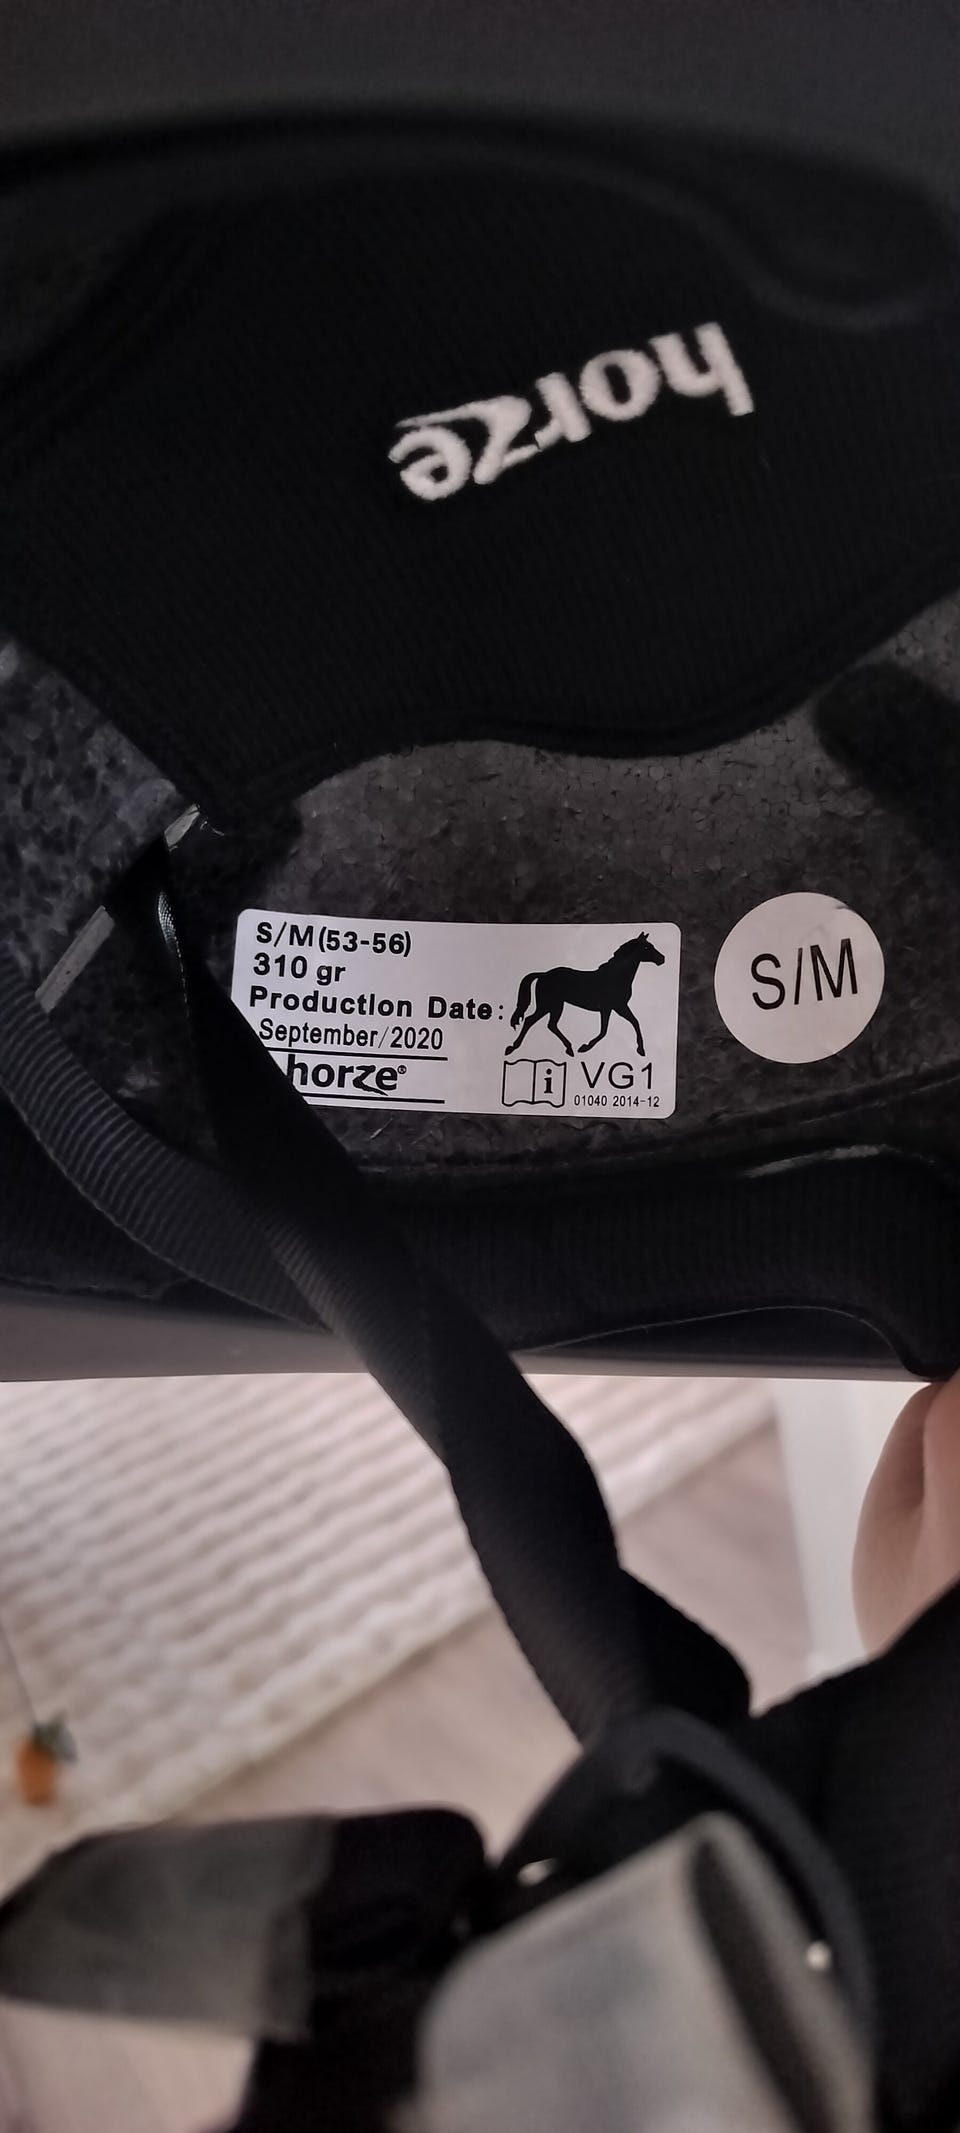 horze
S/M(53-56)
310 gr
Production Date:
September/2020
horze®
VG1
01040 2014-12
S/M